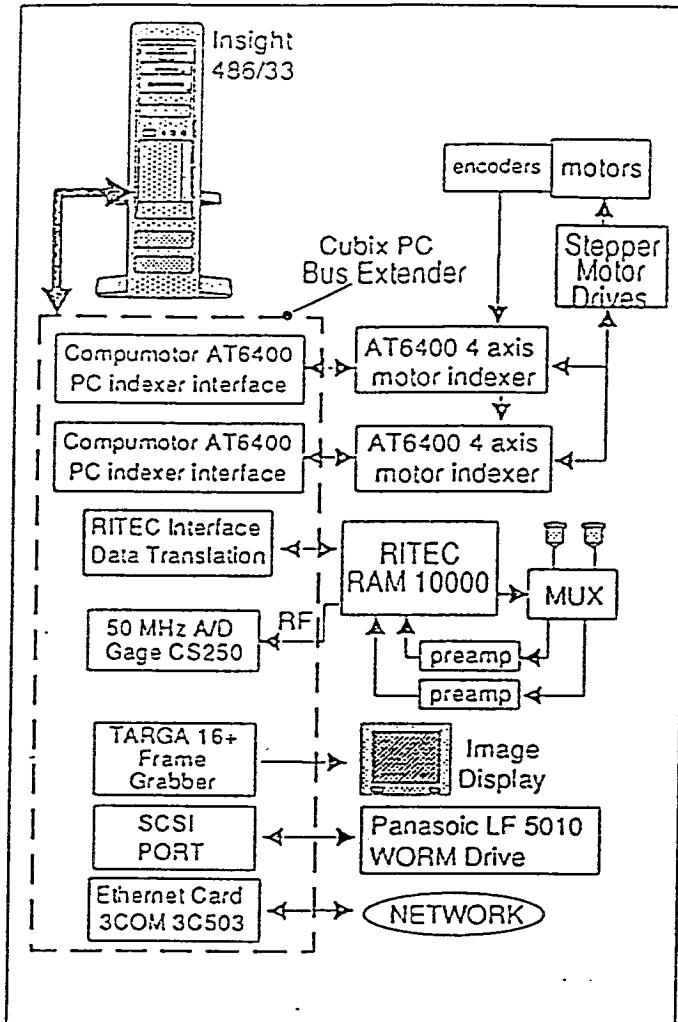 Insight
486/33
encoders
motors
Stepper
Motor
Drives
Cubix PC
Bus Extender
Compumotor AT6400
PC indexer interface
AT6400 4 axis
motor indexer
Compumotor AT6400
PC indexer interface
AT6400 4 axis
motor indexer
RITEC Interface
Data Translation
RITEC
RAM 10000
MUX
50 MHz A/D
Gage CS250
RF
preamp
preamp
TARGA 16+
Frame
Grabber
Image
Display
SCSI
PORT
Panasoic LF 5010
WORM Drive
Ethernet Card
3COM 3C503
NETWORK